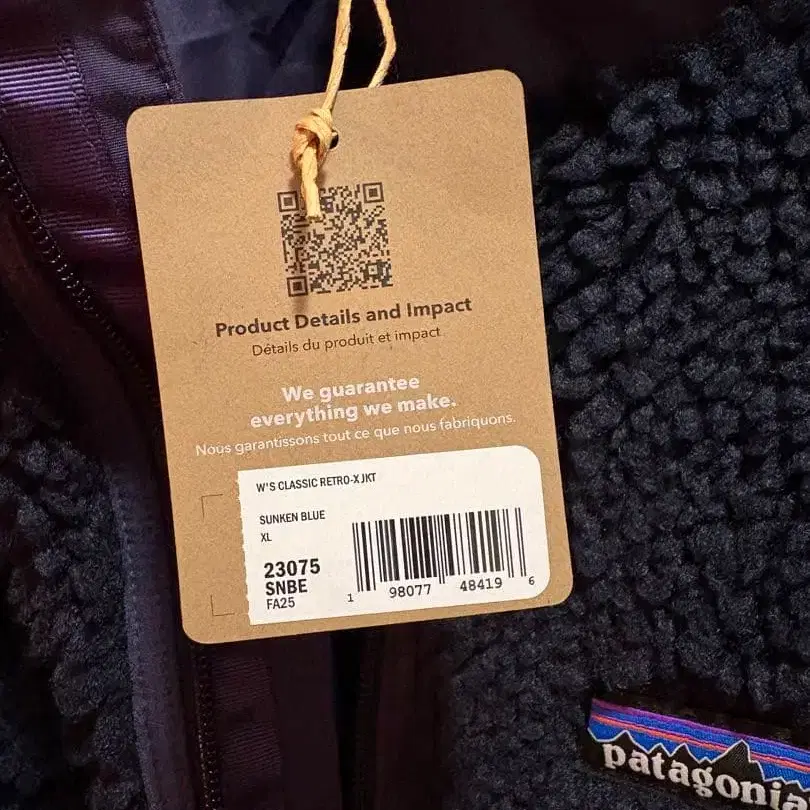 Product Details and Impact
Détails du produit et impact
We guarantee
everything we make.
Nous garantissons tout ce que nous fabriquons.
W'S CLASSIC RETRO-X JKT
SUNKEN BLUE
XL
23075
SNBE
FA25
1 98077 48419 6
patagonia